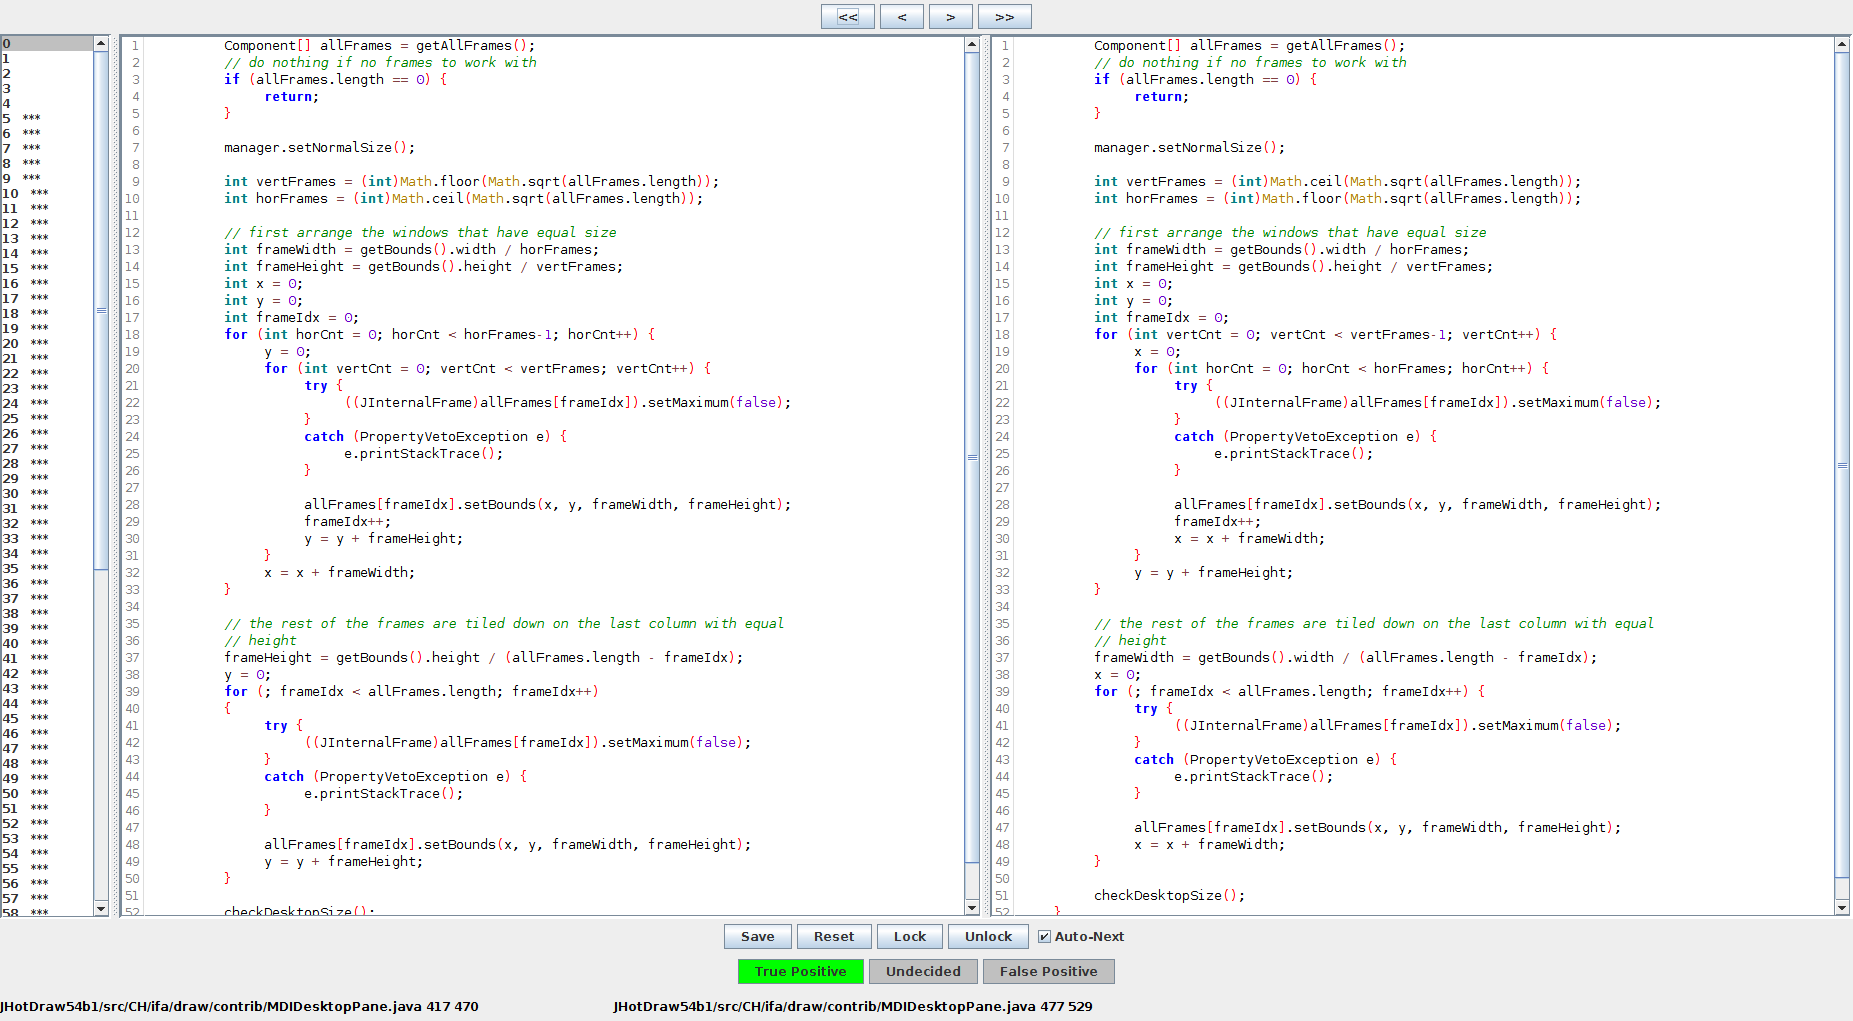 << < > >>
0
1
2
3
4
5 ***
6 ***
7 ***
8 ***
9 ***
10 ***
11 ***
12 ***
13 ***
14 ***
15 ***
16 ***
17 ***
18 ***
19 ***
20 ***
21 ***
22 ***
23 ***
24 ***
25 ***
26 ***
27 ***
28 ***
29 ***
30 ***
31 ***
32 ***
33 ***
34 ***
35 ***
36 ***
37 ***
38 ***
39 ***
40 ***
41 ***
42 ***
43 ***
44 ***
45 ***
46 ***
47 ***
48 ***
49 ***
50 ***
51 ***
52 ***
53 ***
54 ***
55 ***
56 ***
57 ***
58 ***
1 Component[] allFrames = getAllFrames();
2 // do nothing if no frames to work with
3 if (allFrames.length == 0) {
4 return;
5 }
6
7 manager.setNormalSize();
8
9 int vertFrames = (int)Math.floor(Math.sqrt(allFrames.length));
10 int horFrames = (int)Math.ceil(Math.sqrt(allFrames.length));
11
12 // first arrange the windows that have equal size
13 int frameWidth = getBounds().width / horFrames;
14 int frameHeight = getBounds().height / vertFrames;
15 int x = 0;
16 int y = 0;
17 int frameIdx = 0;
18 for (int horCnt = 0; horCnt < horFrames-1; horCnt++) {
19 y = 0;
20 for (int vertCnt = 0; vertCnt < vertFrames; vertCnt++) {
21 try {
22 ((JInternalFrame)allFrames[frameIdx]).setMaximum(false);
23 }
24 catch (PropertyVetoException e) {
25 e.printStackTrace();
26 }
27
28 allFrames[frameIdx].setBounds(x, y, frameWidth, frameHeight);
29 frameIdx++;
30 y = y + frameHeight;
31 }
32 x = x + frameWidth;
33 }
34
35 // the rest of the frames are tiled down on the last column with equal
36 // height
37 frameHeight = getBounds().height / (allFrames.length - frameIdx);
38 y = 0;
39 for (; frameIdx < allFrames.length; frameIdx++)
40 {
41 try {
42 ((JInternalFrame)allFrames[frameIdx]).setMaximum(false);
43 }
44 catch (PropertyVetoException e) {
45 e.printStackTrace();
46 }
47
48 allFrames[frameIdx].setBounds(x, y, frameWidth, frameHeight);
49 y = y + frameHeight;
50 }
51
52 checkDesktopSize();
1 Component[] allFrames = getAllFrames();
2 // do nothing if no frames to work with
3 if (allFrames.length == 0) {
4 return;
5 }
6
7 manager.setNormalSize();
8
9 int vertFrames = (int)Math.ceil(Math.sqrt(allFrames.length));
10 int horFrames = (int)Math.floor(Math.sqrt(allFrames.length));
11
12 // first arrange the windows that have equal size
13 int frameWidth = getBounds().width / horFrames;
14 int frameHeight = getBounds().height / vertFrames;
15 int x = 0;
16 int y = 0;
17 int frameIdx = 0;
18 for (int vertCnt = 0; vertCnt < vertFrames-1; vertCnt++) {
19 x = 0;
20 for (int horCnt = 0; horCnt < horFrames; horCnt++) {
21 try {
22 ((JInternalFrame)allFrames[frameIdx]).setMaximum(false);
23 }
24 catch (PropertyVetoException e) {
25 e.printStackTrace();
26 }
27
28 allFrames[frameIdx].setBounds(x, y, frameWidth, frameHeight);
29 frameIdx++;
30 x = x + frameWidth;
31 }
32 y = y + frameHeight;
33 }
34
35 // the rest of the frames are tiled down on the last column with equal
36 // height
37 frameWidth = getBounds().width / (allFrames.length - frameIdx);
38 x = 0;
39 for (; frameIdx < allFrames.length; frameIdx++) {
40 try {
41 ((JInternalFrame)allFrames[frameIdx]).setMaximum(false);
42 }
43 catch (PropertyVetoException e) {
44 e.printStackTrace();
45 }
46
47 allFrames[frameIdx].setBounds(x, y, frameWidth, frameHeight);
48 x = x + frameWidth;
49 }
50
51 checkDesktopSize();
52 }
Save Reset Lock Unlock Auto-Next
True Positive Undecided False Positive
JHotDraw54b1/src/CH/ifa/draw/contrib/MDIDesktopPane.java 417 470
JHotDraw54b1/src/CH/ifa/draw/contrib/MDIDesktopPane.java 477 529